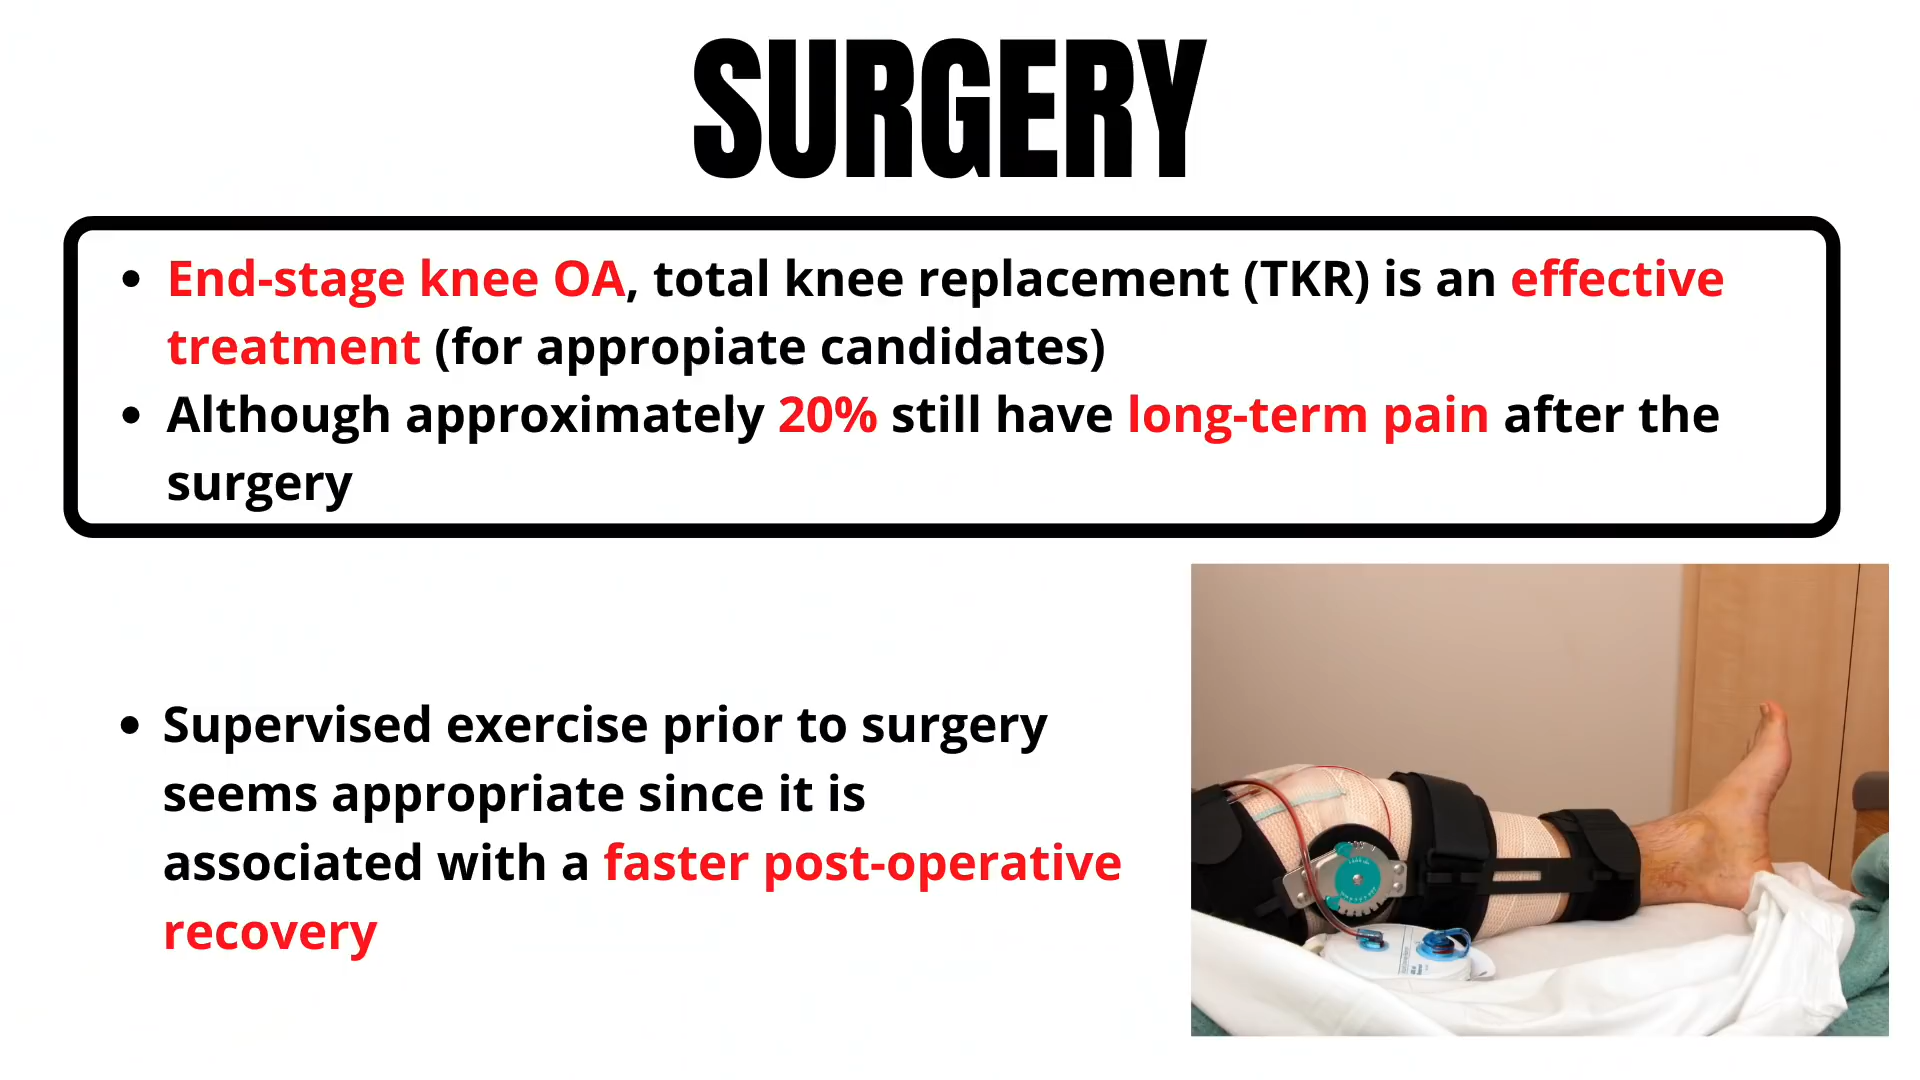 SURGERY
• End-stage knee OA, total knee replacement (TKR) is an effective
treatment (for appropiate candidates)
• Although approximately 20% still have long-term pain after the
surgery
• Supervised exercise prior to surgery
seems appropriate since it is
associated with a faster post-operative
recovery